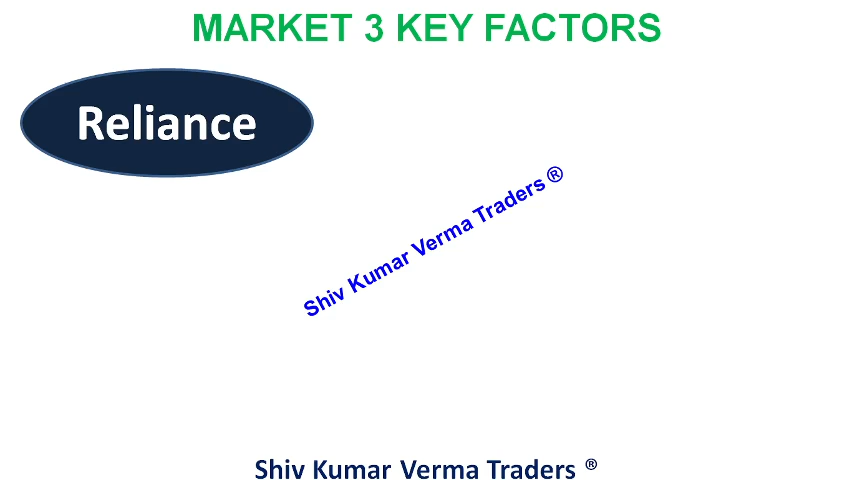 MARKET 3 KEY FACTORS
Reliance
Shiv Kumar Verma Traders ®
Shiv Kumar Verma Traders ®